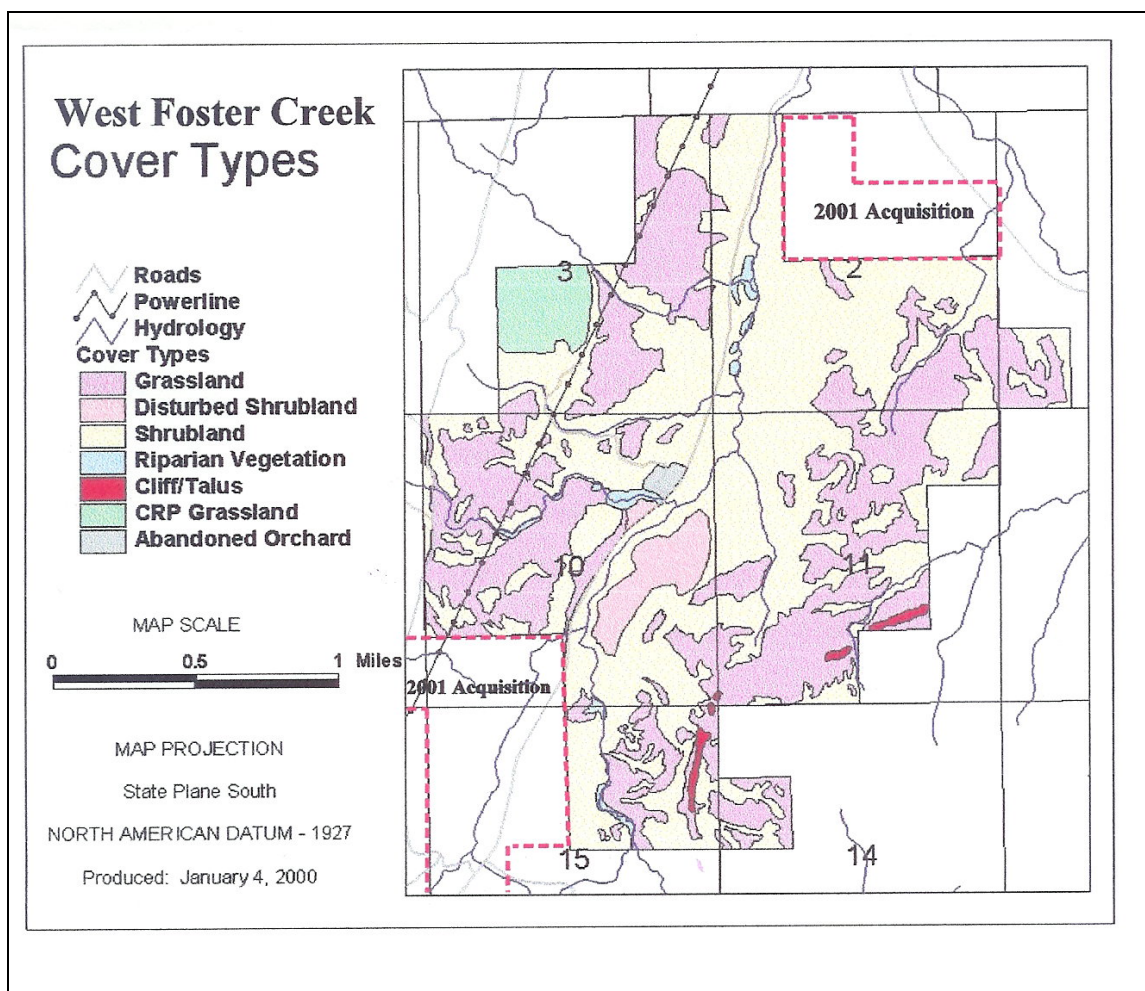 West Foster Creek
Cover Types
Roads
Powerline
Hydrology
Cover Types
Grassland
Disturbed Shrubland
Shrubland
Riparian Vegetation
Cliff/Talus
CRP Grassland
Abandoned Orchard
MAP SCALE
0 0.5 1 Miles
MAP PROJECTION
State Plane South
NORTH AMERICAN DATUM - 1927
Produced: January 4, 2000
2001 Acquisition
3
2
10
11
2001 Acquisition
15
14